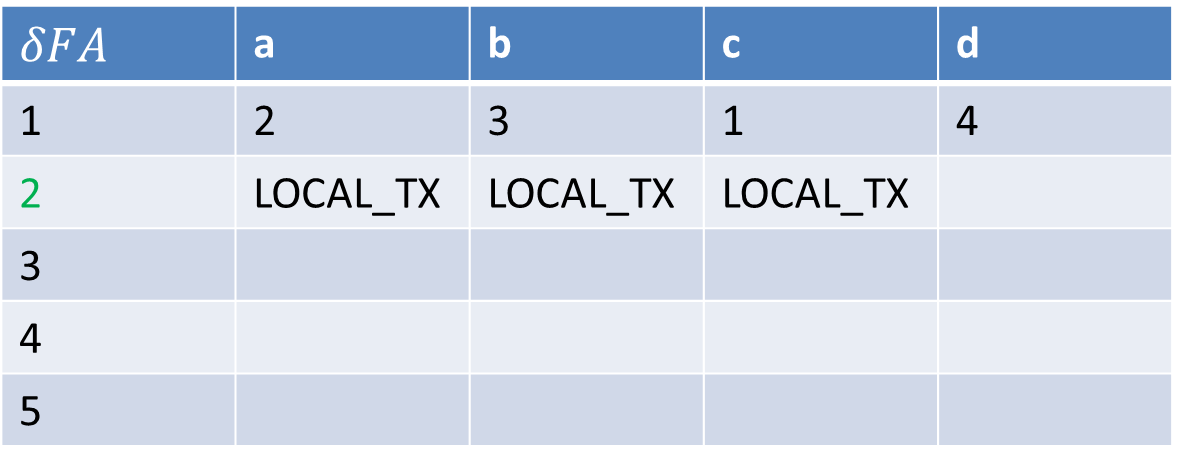 δFA a b c d
1 2 3 1 4
2 LOCAL_TX LOCAL_TX LOCAL_TX
3
4
5